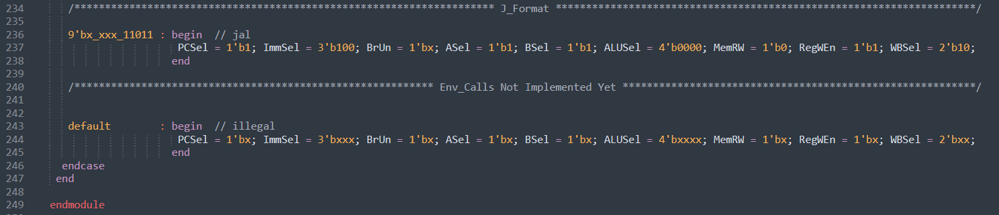 234 /********************************************************************* J_Format *********************************************************************/
235
236 9'bx_xxx_11011 : begin // jal
237 PCSel = 1'b1; ImmSel = 3'b100; BrUn = 1'bx; ASel = 1'b1; BSel = 1'b1; ALUSel = 4'b0000; MemRW = 1'b0; RegWEn = 1'b1; WBSel = 2'b10;
238 end
239
240 /*********************************************************** Env_Calls Not Implemented Yet **********************************************************/
241
242
243 default : begin // illegal
244 PCSel = 1'bx; ImmSel = 3'bxxx; BrUn = 1'bx; ASel = 1'bx; BSel = 1'bx; ALUSel = 4'bxxxx; MemRW = 1'bx; RegWEn = 1'bx; WBSel = 2'bxx;
245 end
246 endcase
247 end
248
249 endmodule